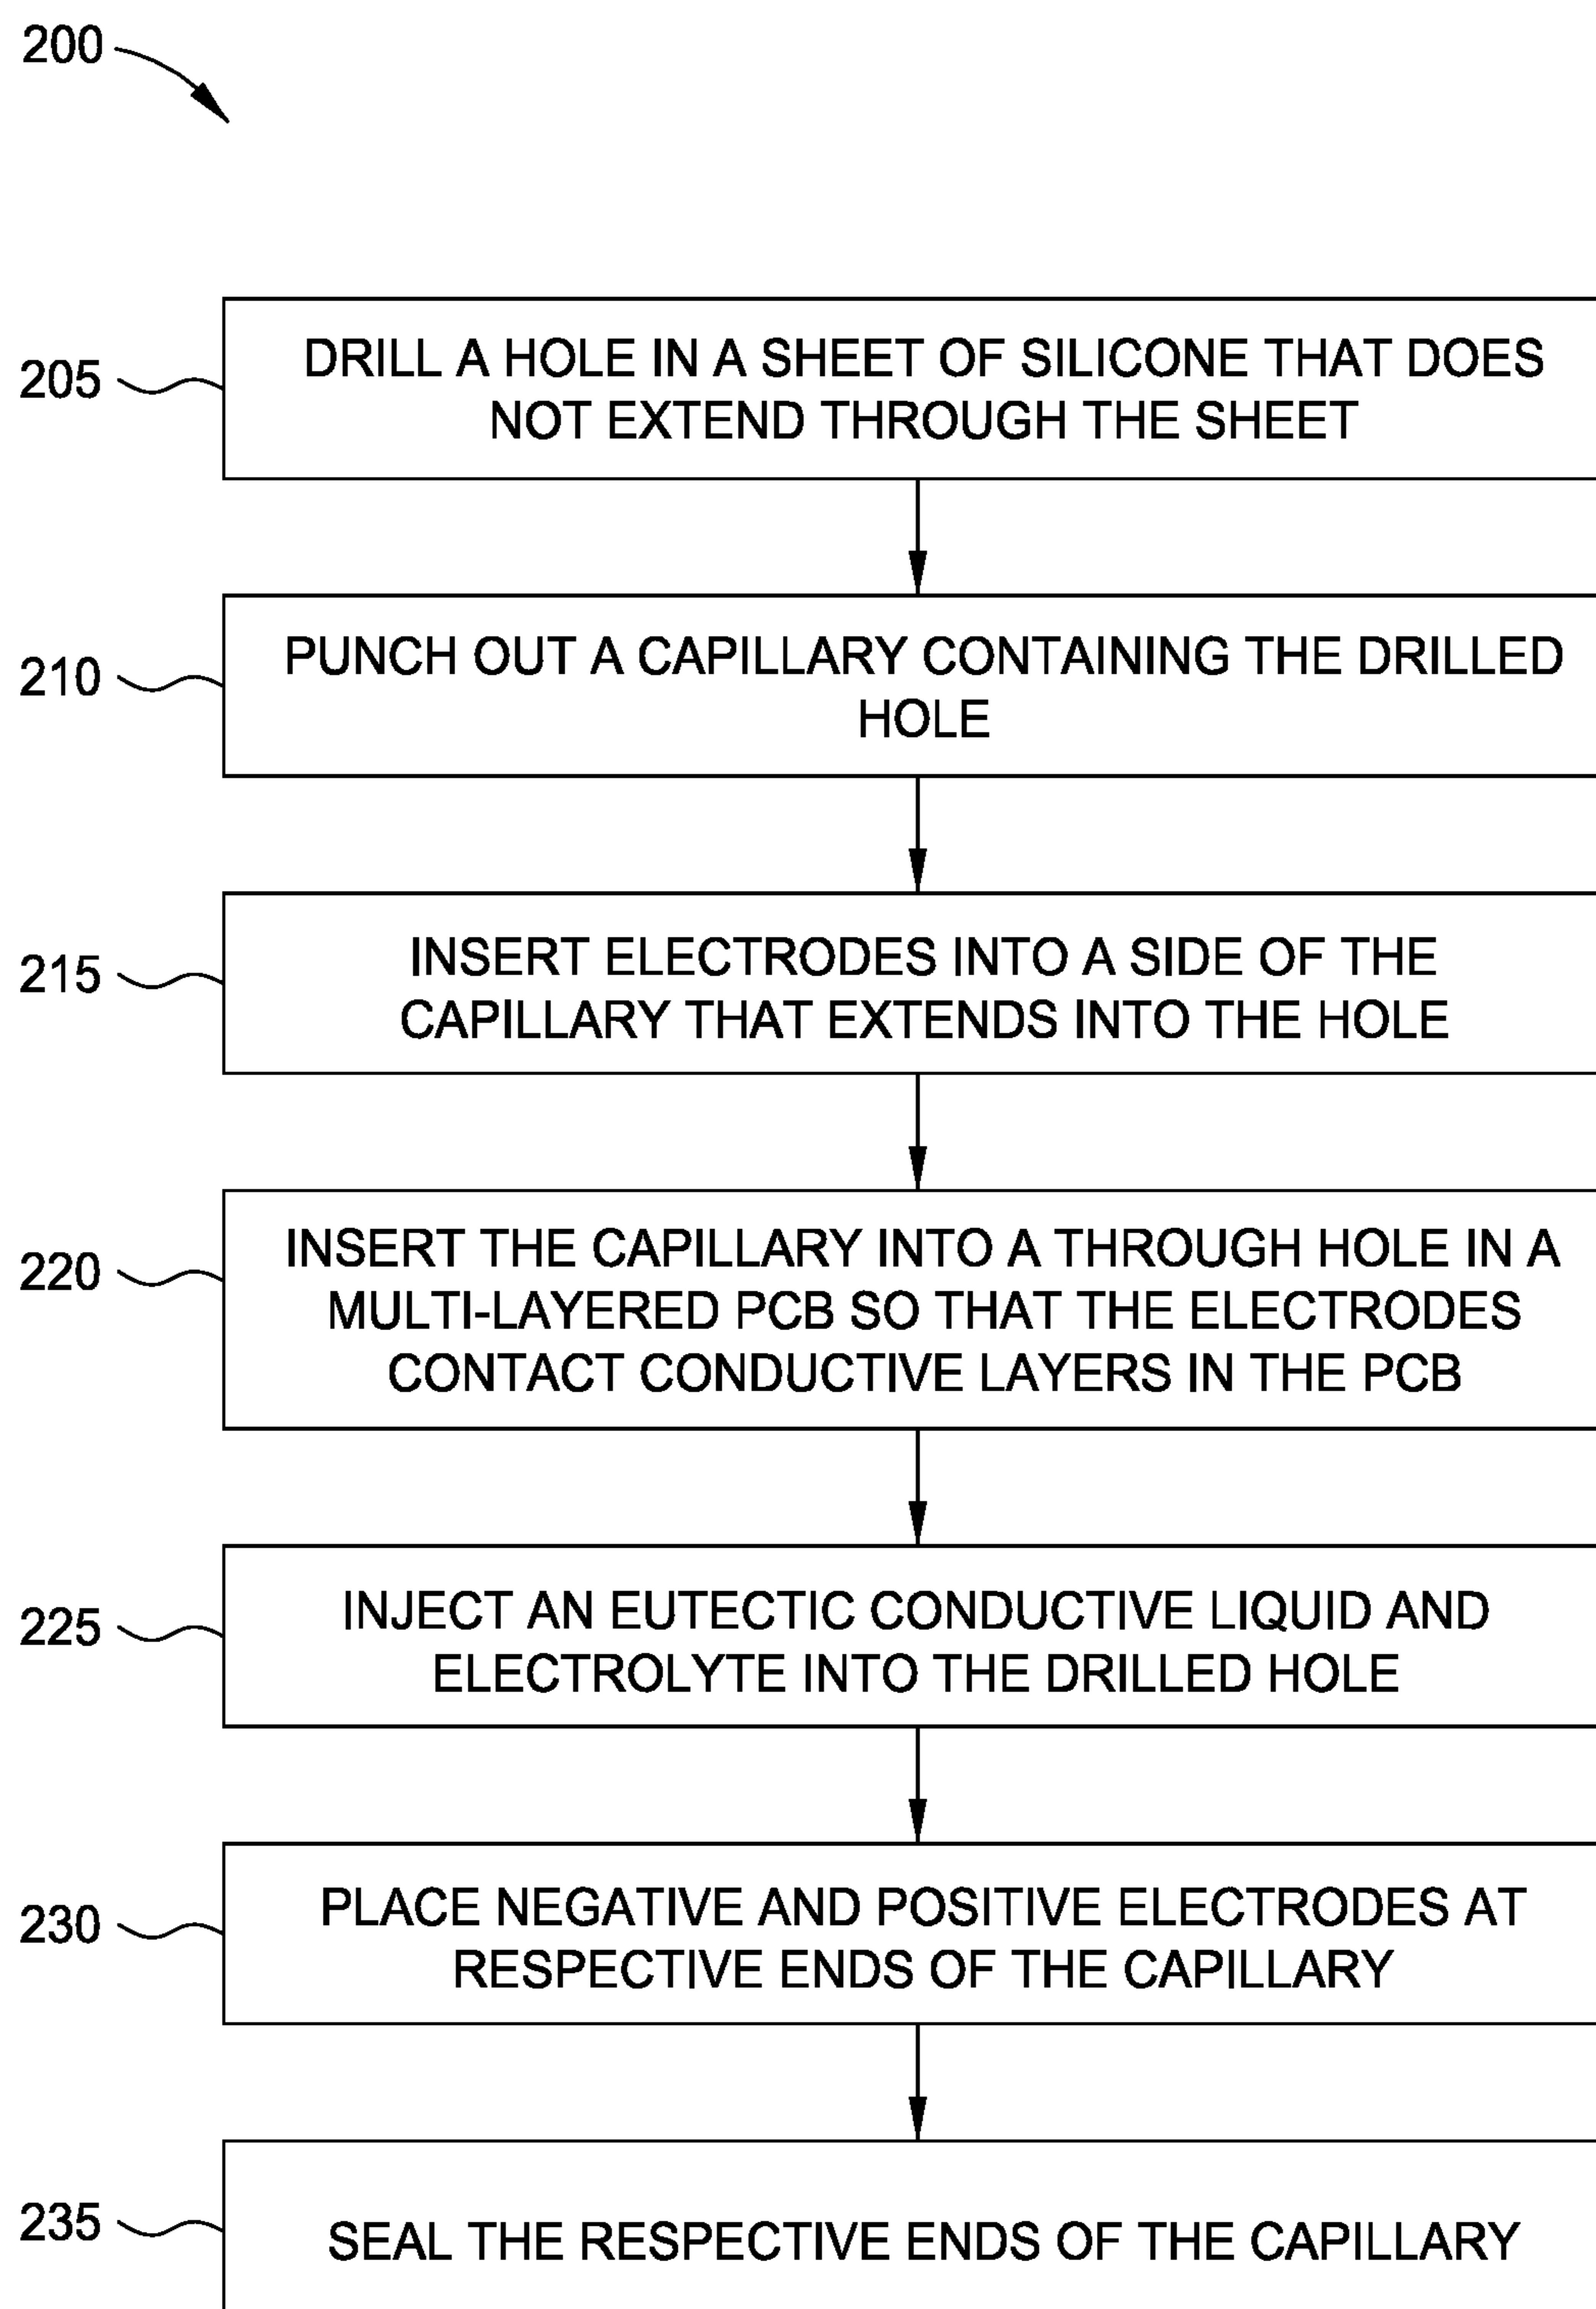 200
205
DRILL A HOLE IN A SHEET OF SILICONE THAT DOES
NOT EXTEND THROUGH THE SHEET
210
PUNCH OUT A CAPILLARY CONTAINING THE DRILLED
HOLE
215
INSERT ELECTRODES INTO A SIDE OF THE
CAPILLARY THAT EXTENDS INTO THE HOLE
220
INSERT THE CAPILLARY INTO A THROUGH HOLE IN A
MULTI-LAYERED PCB SO THAT THE ELECTRODES
CONTACT CONDUCTIVE LAYERS IN THE PCB
225
INJECT AN EUTECTIC CONDUCTIVE LIQUID AND
ELECTROLYTE INTO THE DRILLED HOLE
230
PLACE NEGATIVE AND POSITIVE ELECTRODES AT
RESPECTIVE ENDS OF THE CAPILLARY
235
SEAL THE RESPECTIVE ENDS OF THE CAPILLARY